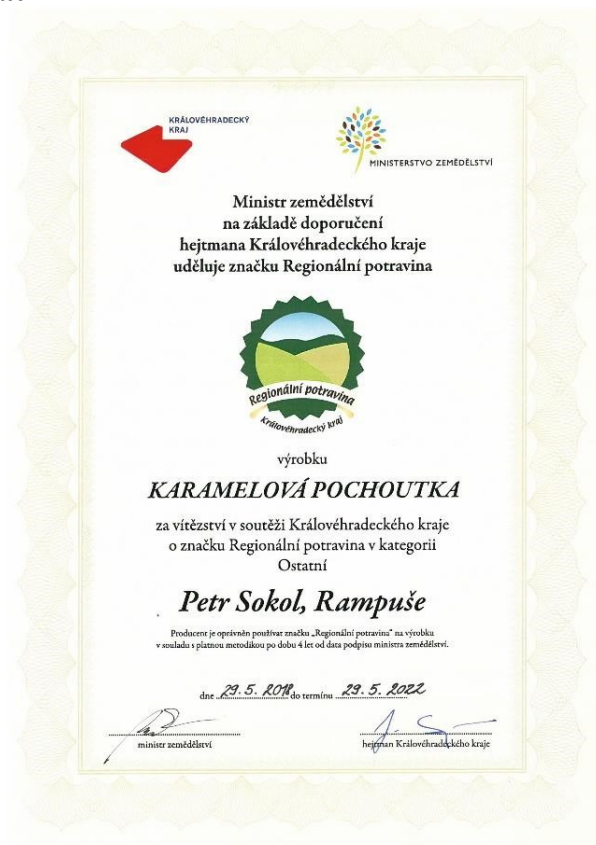 KRÁLOVÉHRADECKÝ
KRAJ
MINISTERSTVO ZEMĚDĚLSTVÍ
Ministr zemědělství
na základě doporučení
hejtmana Královéhradeckého kraje
uděluje značku Regionální potravina
Regionální potravina
Královéhradecký kraj
výrobku
KARAMELOVÁ POCHOUTKA
za vítězství v soutěži Královéhradeckého kraje
o značku Regionální potravina v kategorii
Ostatní
Petr Sokol, Rampuše
Producent je oprávněn používat značku „Regionální potravina" na výrobku
v souladu s platnou metodikou po dobu 4 let od data podpisu ministra zemědělství.
dne 29. 5. 2018 do termínu 29. 5. 2022
ministr zemědělství
hejtman Královéhradeckého kraje